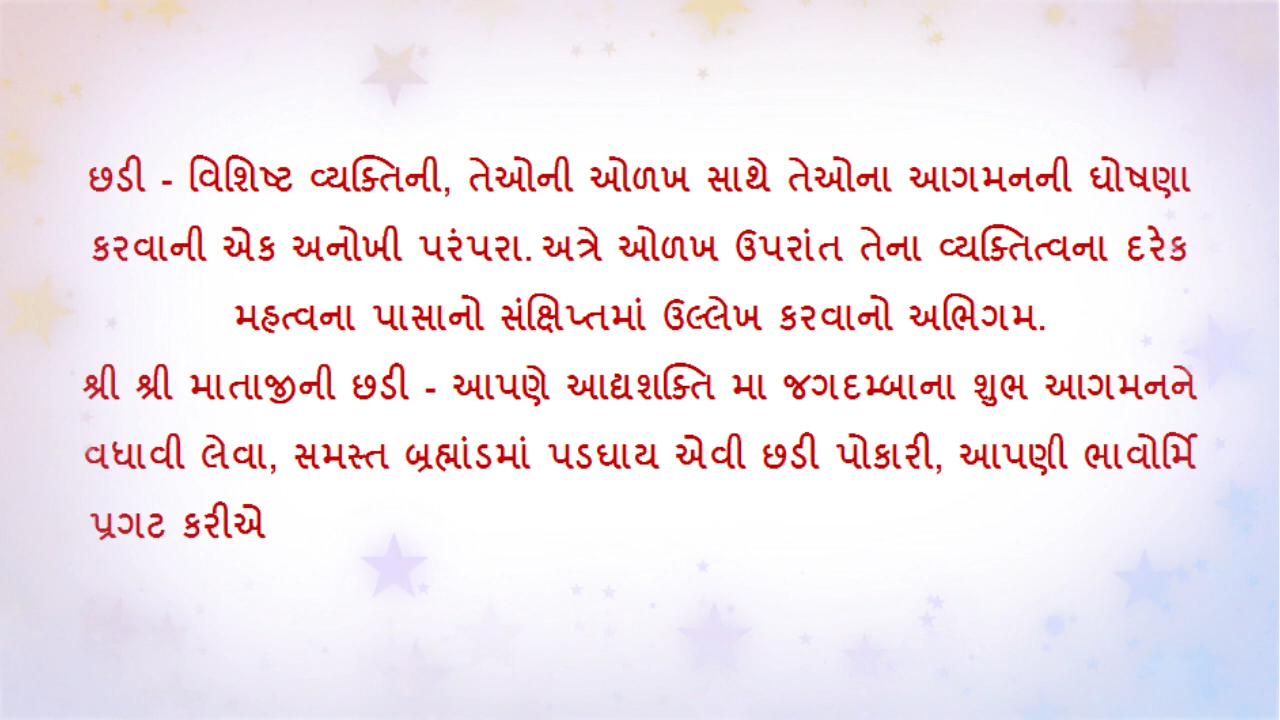 છડી - વિશિષ્ટ વ્યક્તિની, તેઓની ઓળખ સાથે તેઓના આગમનની ઘોષણા
કરવાની એક અનોખી પરંપરા. અત્રે ઓળખ ઉપરાંત તેના વ્યક્તિત્વના દરેક
મહત્વના પાસાનો સંક્ષિપ્તમાં ઉલ્લેખ કરવાનો અભિગમ.
શ્રી શ્રી માતાજીની છડી - આપણે આદ્યશક્તિ મા જગદમ્બાના શુભ આગમનને
વધાવી લેવા, સમસ્ત બ્રહ્માંડમાં પડઘાય એવી છડી પોકારી, આપણી ભાવોર્મિ
પ્રગટ કરીએ